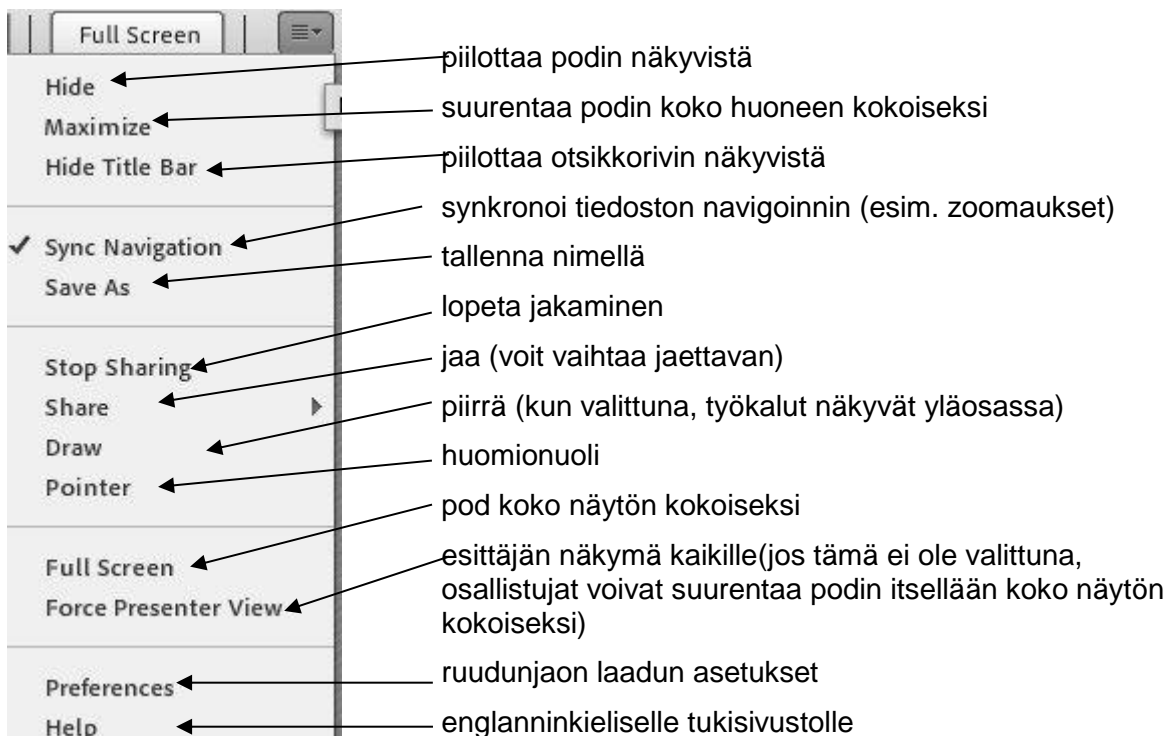 Full Screen
Hide
Maximize
Hide Title Bar
Sync Navigation
Save As
Stop Sharing
Share
Draw
Pointer
Full Screen
Force Presenter View
Preferences
Help
piilottaa podin näkyvistä
suurentaa podin koko huoneen kokoiseksi
piilottaa otsikkorivin näkyvistä
synkronoi tiedoston navigoinnin (esim. zoomaukset)
tallenna nimellä
lopeta jakaminen
jaa (voit vaihtaa jaettavan)
piirrä (kun valittuna, työkalut näkyvät yläosassa)
huomionuoli
pod koko näytön kokoiseksi
esittäjän näkymä kaikille(jos tämä ei ole valittuna,
osallistujat voivat suurentaa podin itsellään koko näytön
kokoiseksi)
ruudunjaon laadun asetukset
englanninkieliselle tukisivustolle